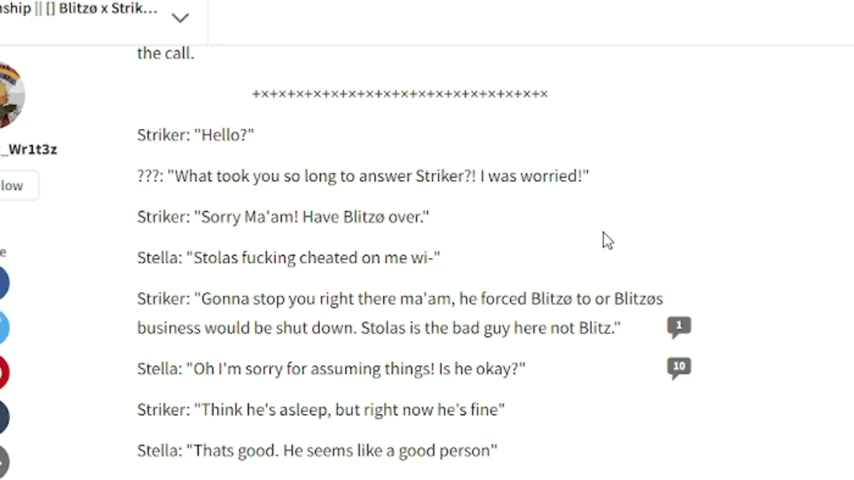 ship || [] Blitzø x Strik...
the call.
+x+x+x+x+x+x+x+x+x+x+x+x+x+x+x+x+x
Striker: "Hello?"
_Wr1t3z
???: "What took you so long to answer Striker?! I was worried!"
low
Striker: "Sorry Ma'am! Have Blitzø over."
e
Stella: "Stolas fucking cheated on me wi-"
Striker: "Gonna stop you right there ma'am, he forced Blitzø to or Blitzøs
business would be shut down. Stolas is the bad guy here not Blitz." 1
Stella: "Oh I'm sorry for assuming things! Is he okay?" 10
Striker: "Think he's asleep, but right now he's fine"
Stella: "Thats good. He seems like a good person"